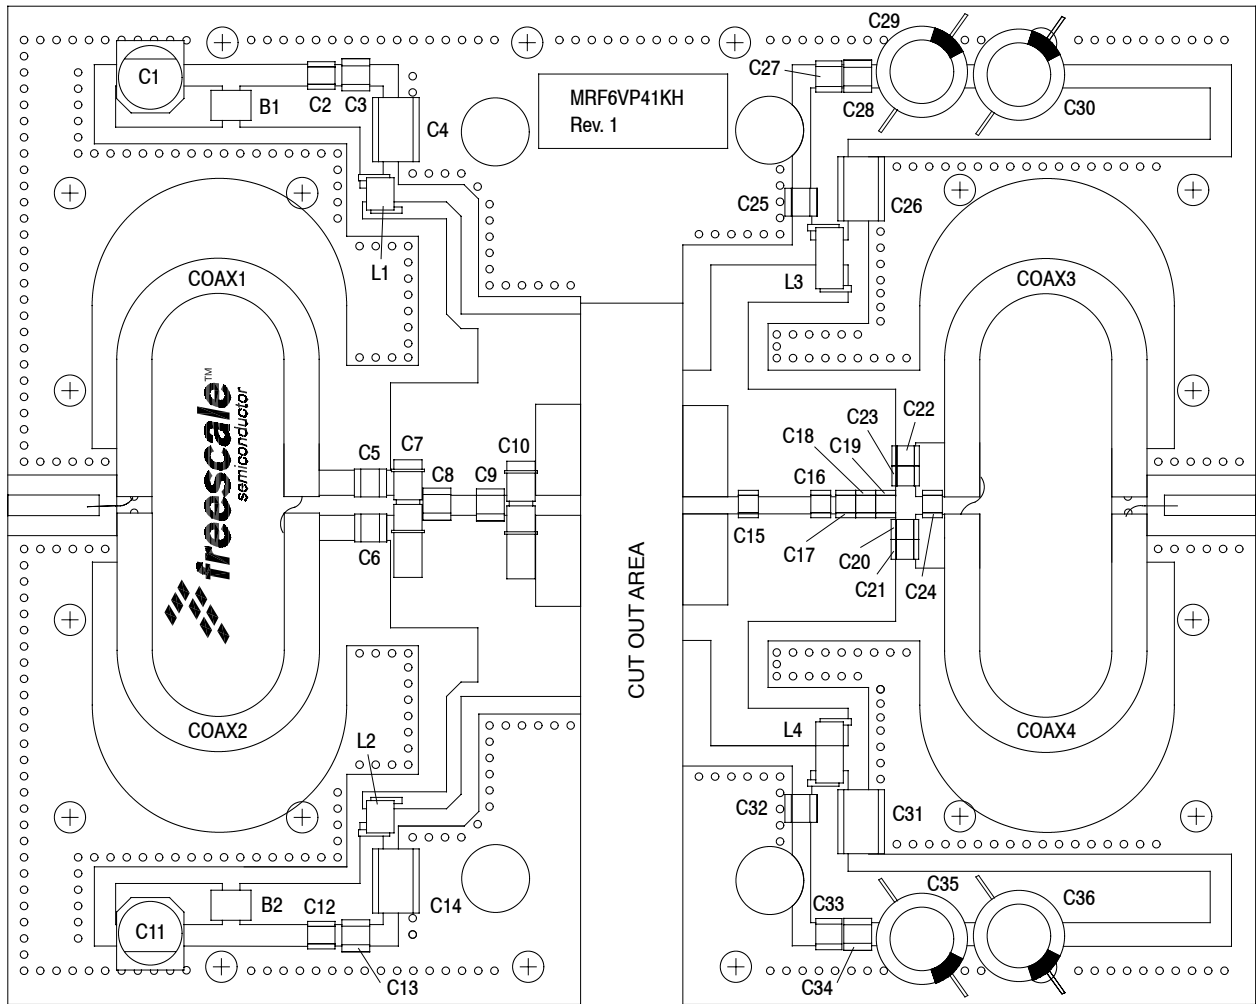 C29
C1
C2 C3
B1
C4
MRF6VP41KH
Rev. 1
C27
C28
C30
C25
C26
L1
L3
COAX1
COAX3
freescale™
semiconductor
C5
C7
C8
C9
C10
C6
C18
C19
C23
C22
C16
C15
C17
C20
C21
C24
CUT OUT AREA
COAX2
COAX4
L2
L4
C32
C31
B2
C12
C14
C11
C13
C33
C35
C36
C34